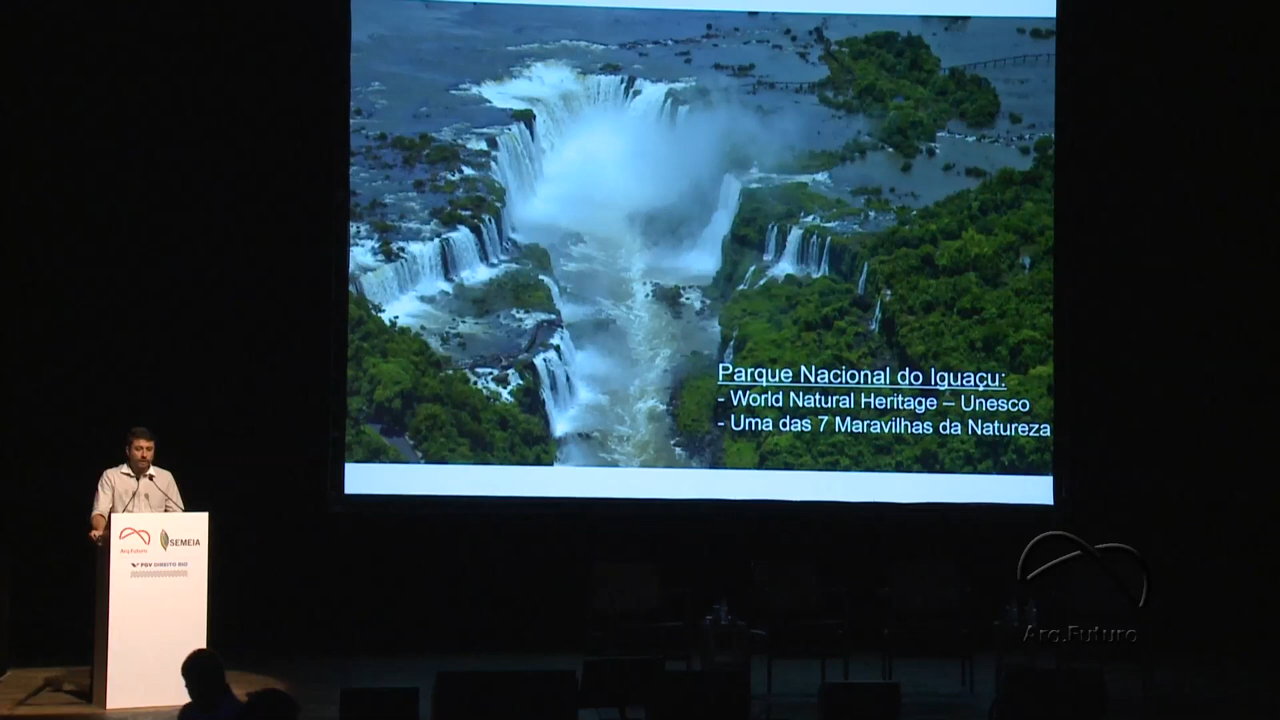 Parque Nacional do Iguaçu:
- World Natural Heritage – Unesco
- Uma das 7 Maravilhas da Natureza
Arq.Futuro
SEMEIA
FGV DIREITO RIO
Arq.Futuro